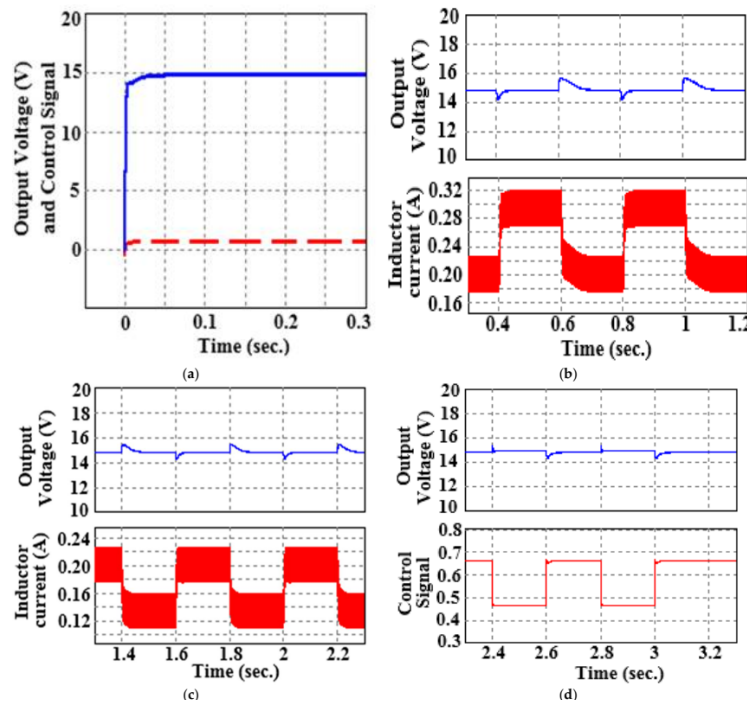 20
15
10
5
0
Output Voltage (V)
and Control Signal
0 0.1 0.2 0.3
Time (sec.)
(a)
20
18
16
14
12
10
Output
Voltage (V)
0.32
0.28
0.24
0.20
0.16
Inductor
current (A)
0.4 0.6 0.8 1 1.2
Time (sec.)
(b)
20
18
16
14
12
10
Output
Voltage (V)
0.24
0.20
0.16
0.12
Inductor
current (A)
1.4 1.6 1.8 2 2.2
Time (sec.)
(c)
20
18
16
14
12
10
Output
Voltage (V)
0.8
0.7
0.6
0.5
0.4
0.3
Control
Signal
2.4 2.6 2.8 3 3.2
Time (sec.)
(d)